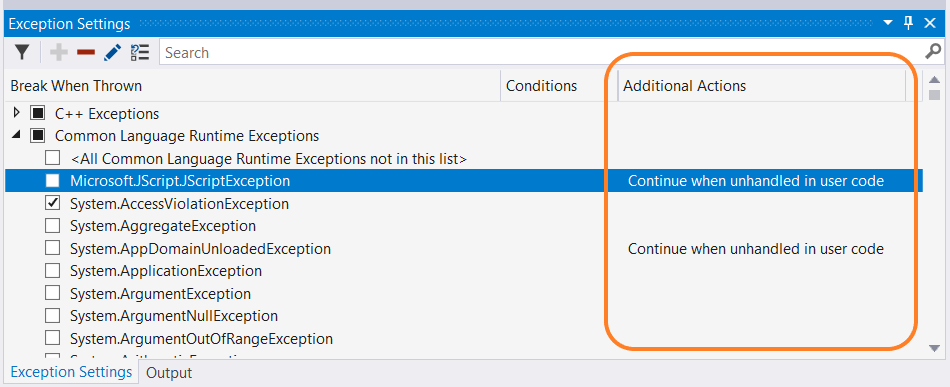 Exception Settings
Search
Break When Thrown Conditions Additional Actions
C++ Exceptions
Common Language Runtime Exceptions
<All Common Language Runtime Exceptions not in this list>
Microsoft.JScript.JScriptException Continue when unhandled in user code
System.AccessViolationException
System.AggregateException
System.AppDomainUnloadedException Continue when unhandled in user code
System.ApplicationException
System.ArgumentException
System.ArgumentNullException
System.ArgumentOutOfRangeException
Exception Settings Output